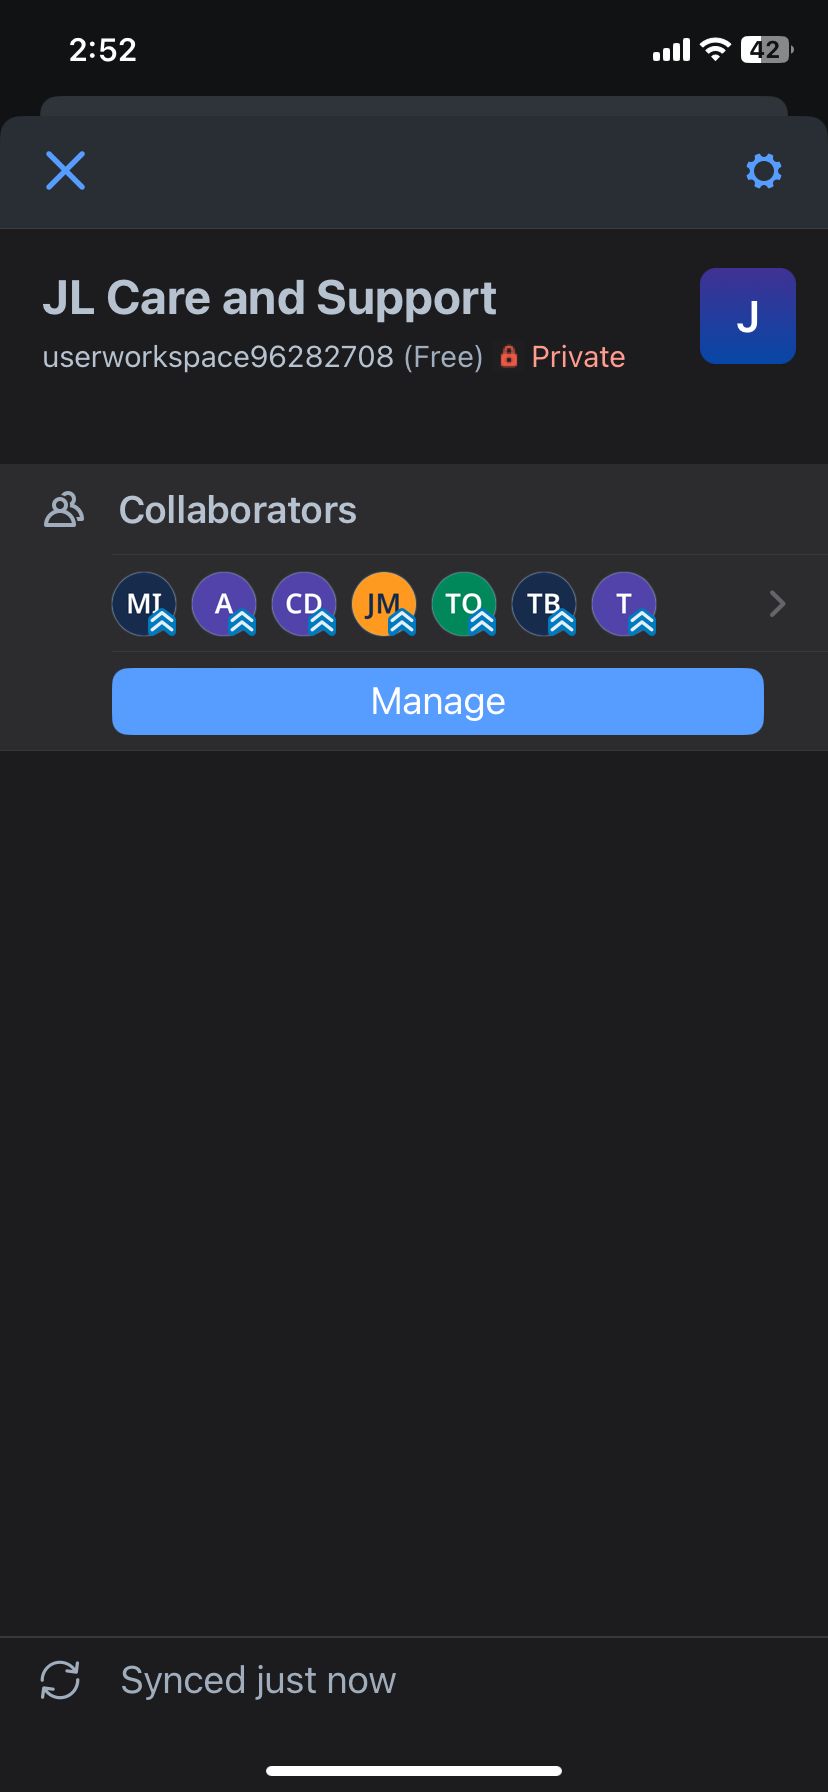 2:52
42
JL Care and Support
J
userworkspace96282708 (Free) Private
Collaborators
MI A CD JM TO TB T
Manage
Synced just now